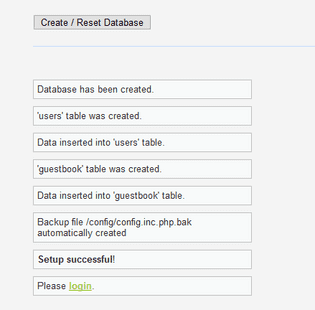 Create / Reset Database
Database has been created.
'users' table was created.
Data inserted into 'users' table.
'guestbook' table was created.
Data inserted into 'guestbook' table.
Backup file /config/config.inc.php.bak
automatically created
Setup successful!
Please login.